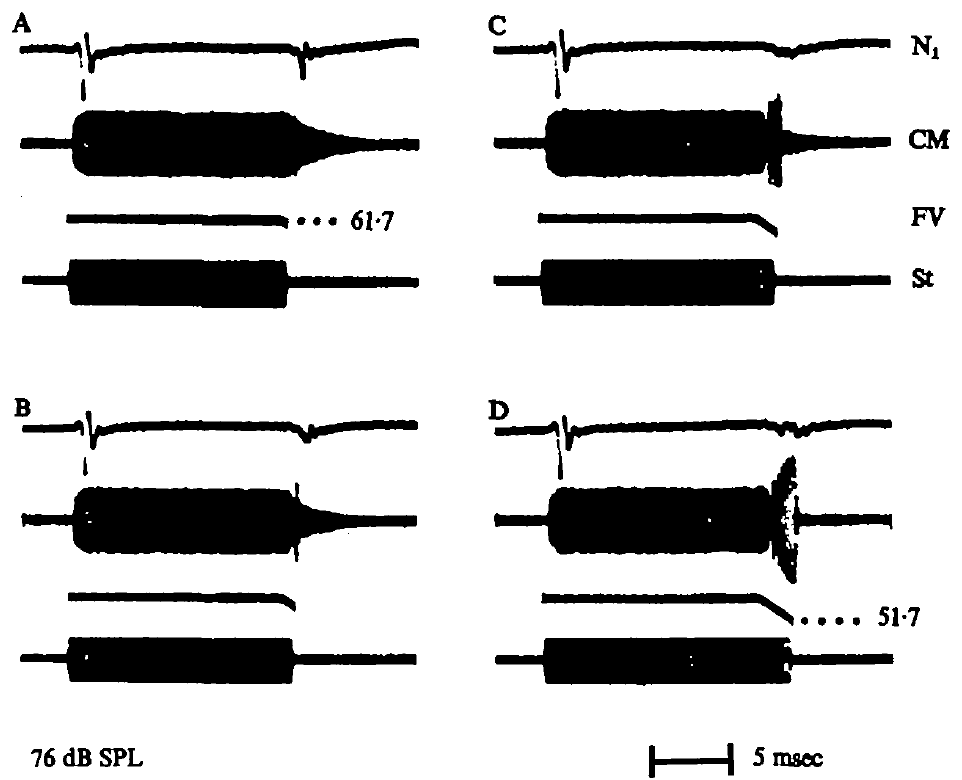 A
C
N₁
CM
61·7
FV
St
B
D
51·7
76 dB SPL
5 msec